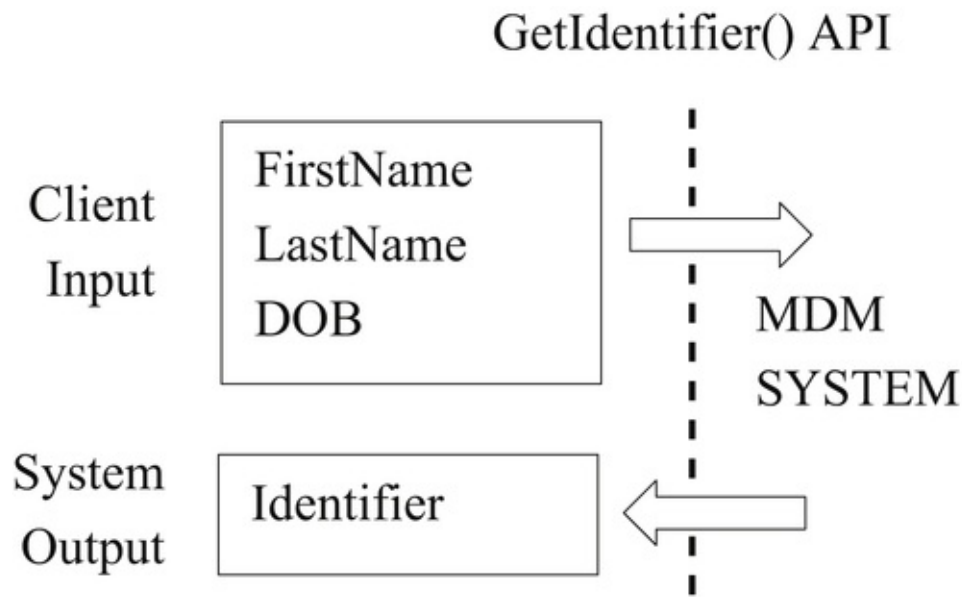 GetIdentifier() API
Client
Input
FirstName
LastName
DOB
MDM
SYSTEM
System
Output
Identifier